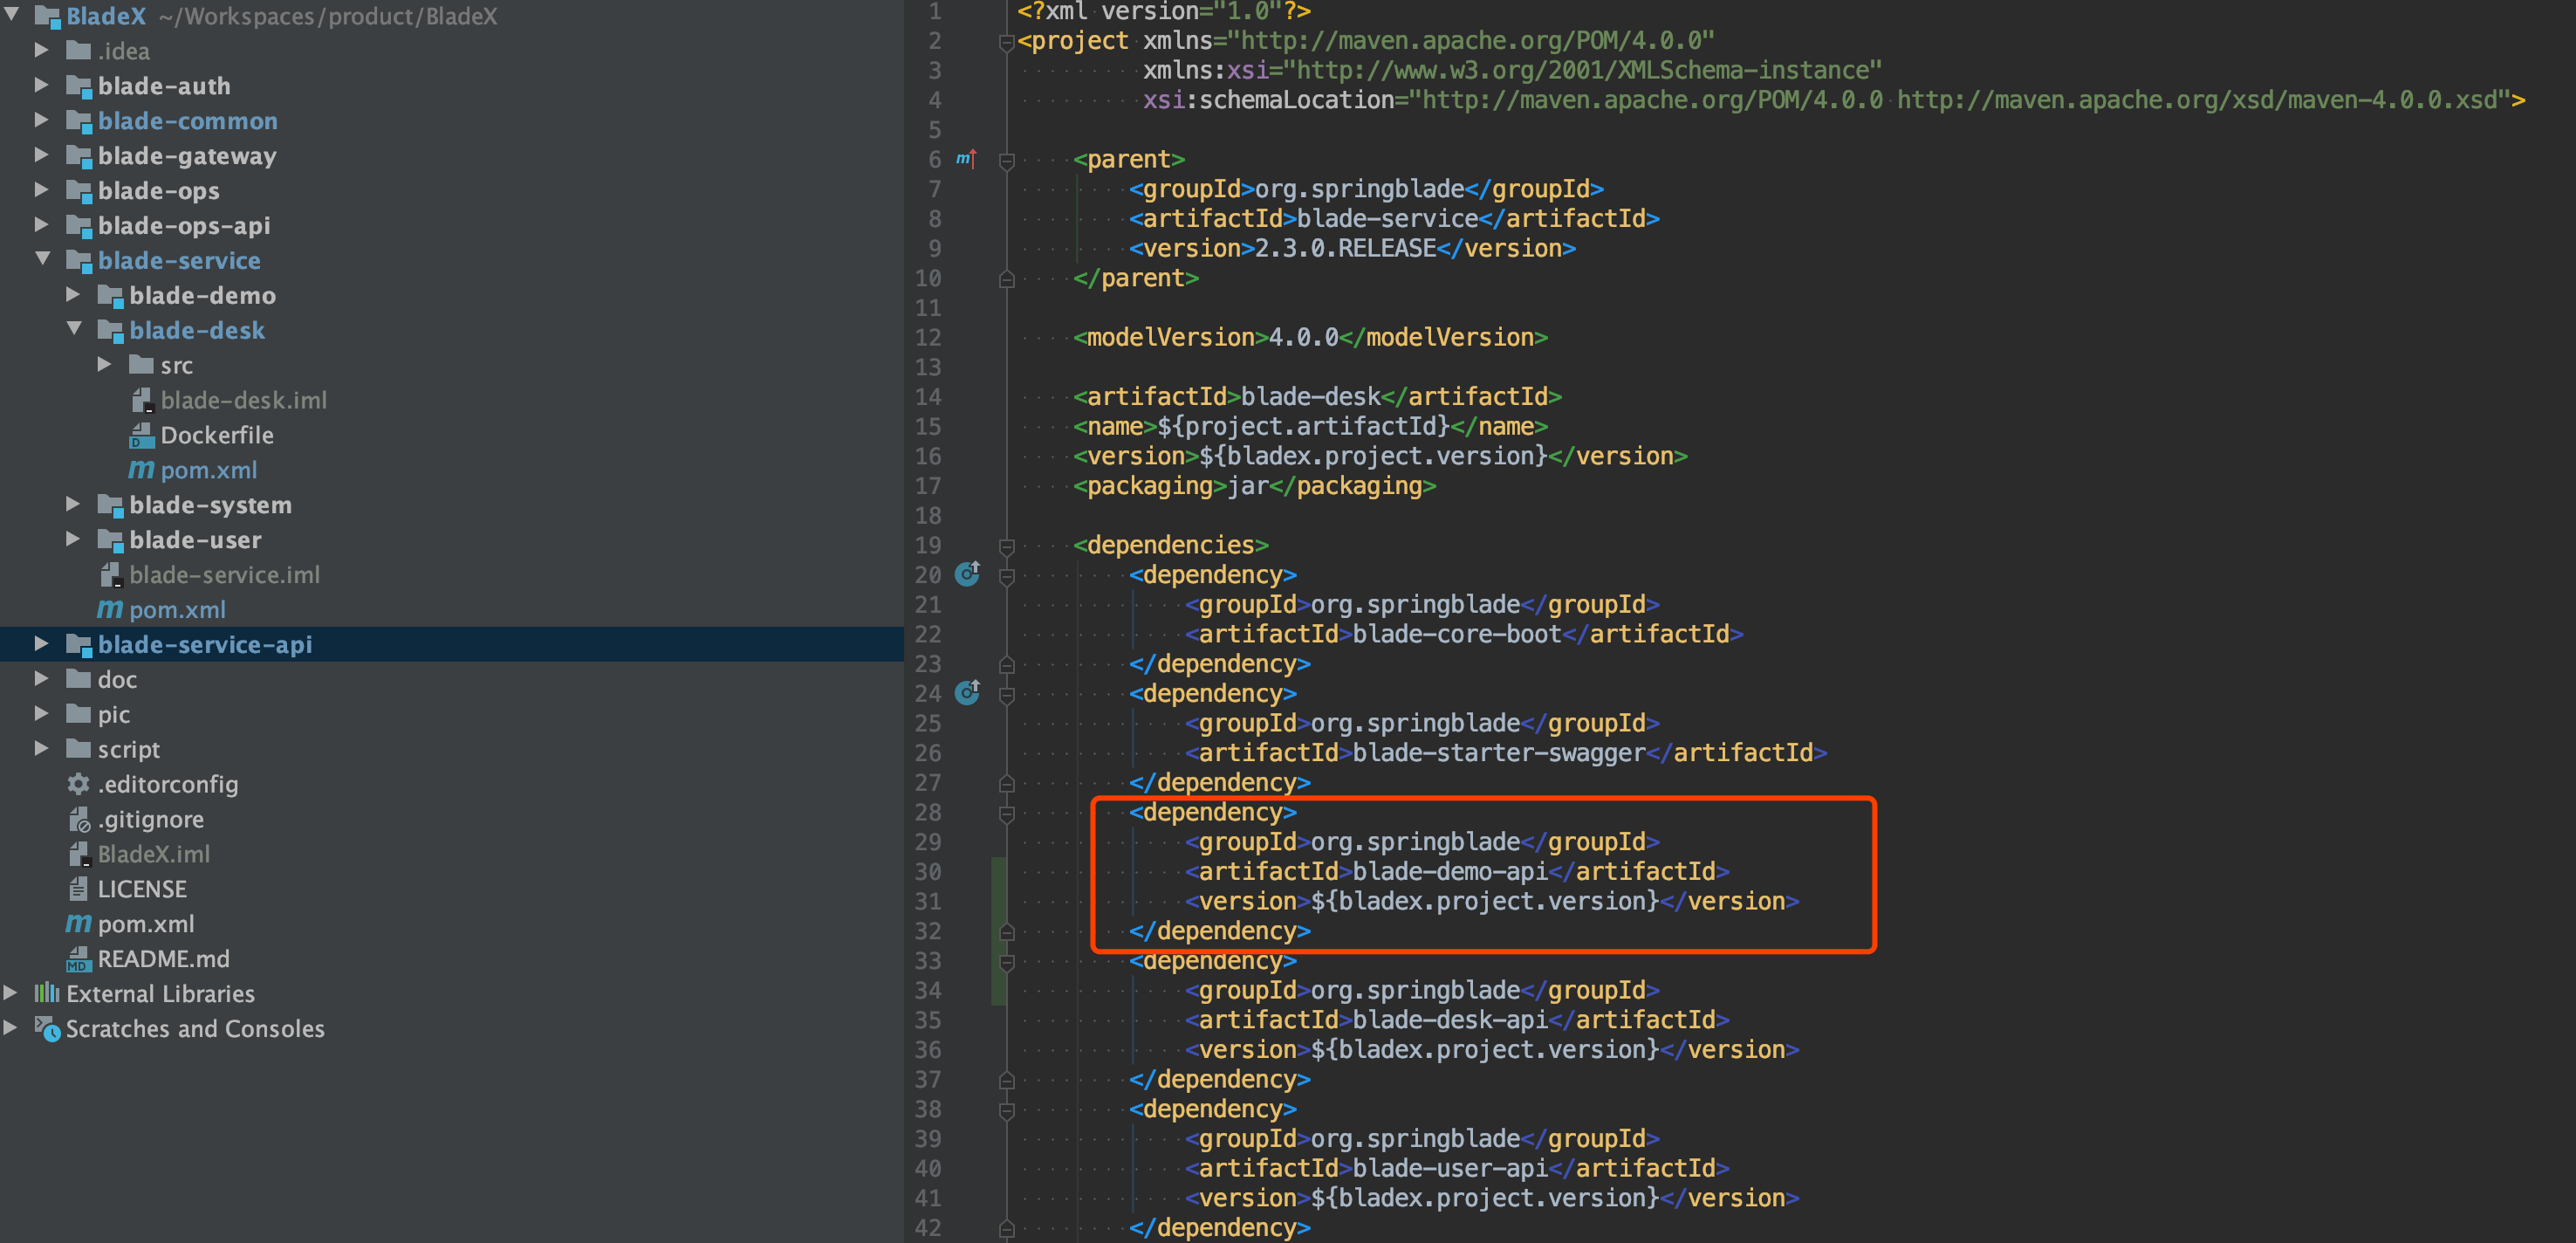 BladeX ~/Workspaces/product/BladeX
.idea
blade-auth
blade-common
blade-gateway
blade-ops
blade-ops-api
blade-service
blade-demo
blade-desk
src
blade-desk.iml
Dockerfile
pom.xml
blade-system
blade-user
blade-service.iml
pom.xml
blade-service-api
doc
pic
script
.editorconfig
.gitignore
BladeX.iml
LICENSE
pom.xml
README.md
External Libraries
Scratches and Consoles
1 <?xml version="1.0"?>
2 <project xmlns="http://maven.apache.org/POM/4.0.0"
3 xmlns:xsi="http://www.w3.org/2001/XMLSchema-instance"
4 xsi:schemaLocation="http://maven.apache.org/POM/4.0.0 http://maven.apache.org/xsd/maven-4.0.0.xsd">
5
6 <parent>
7 <groupId>org.springblade</groupId>
8 <artifactId>blade-service</artifactId>
9 <version>2.3.0.RELEASE</version>
10 </parent>
11
12 <modelVersion>4.0.0</modelVersion>
13
14 <artifactId>blade-desk</artifactId>
15 <name>${project.artifactId}</name>
16 <version>${bladex.project.version}</version>
17 <packaging>jar</packaging>
18
19 <dependencies>
20 <dependency>
21 <groupId>org.springblade</groupId>
22 <artifactId>blade-core-boot</artifactId>
23 </dependency>
24 <dependency>
25 <groupId>org.springblade</groupId>
26 <artifactId>blade-starter-swagger</artifactId>
27 </dependency>
28 <dependency>
29 <groupId>org.springblade</groupId>
30 <artifactId>blade-demo-api</artifactId>
31 <version>${bladex.project.version}</version>
32 </dependency>
33 <dependency>
34 <groupId>org.springblade</groupId>
35 <artifactId>blade-desk-api</artifactId>
36 <version>${bladex.project.version}</version>
37 </dependency>
38 <dependency>
39 <groupId>org.springblade</groupId>
40 <artifactId>blade-user-api</artifactId>
41 <version>${bladex.project.version}</version>
42 </dependency>